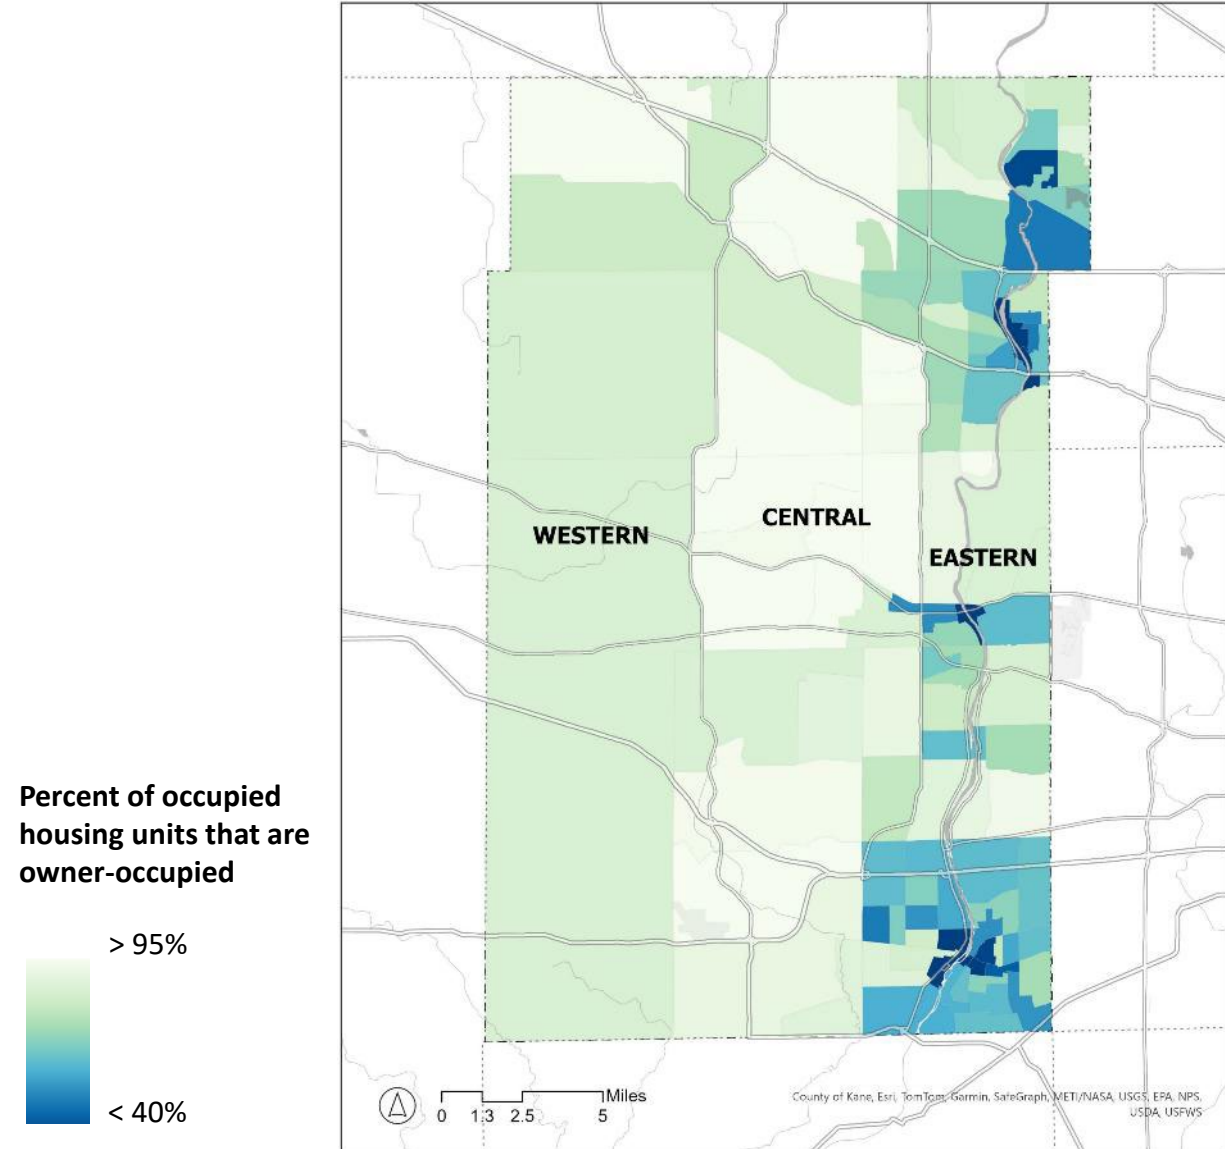 WESTERN
CENTRAL
EASTERN
Percent of occupied
housing units that are
owner-occupied
> 95%
< 40%
Miles
0 1.3 2.5 5
County of Kane, Esri, TomTom, Garmin, SafeGraph, METI/NASA, USGS, EPA, NPS,
USDA, USFWS